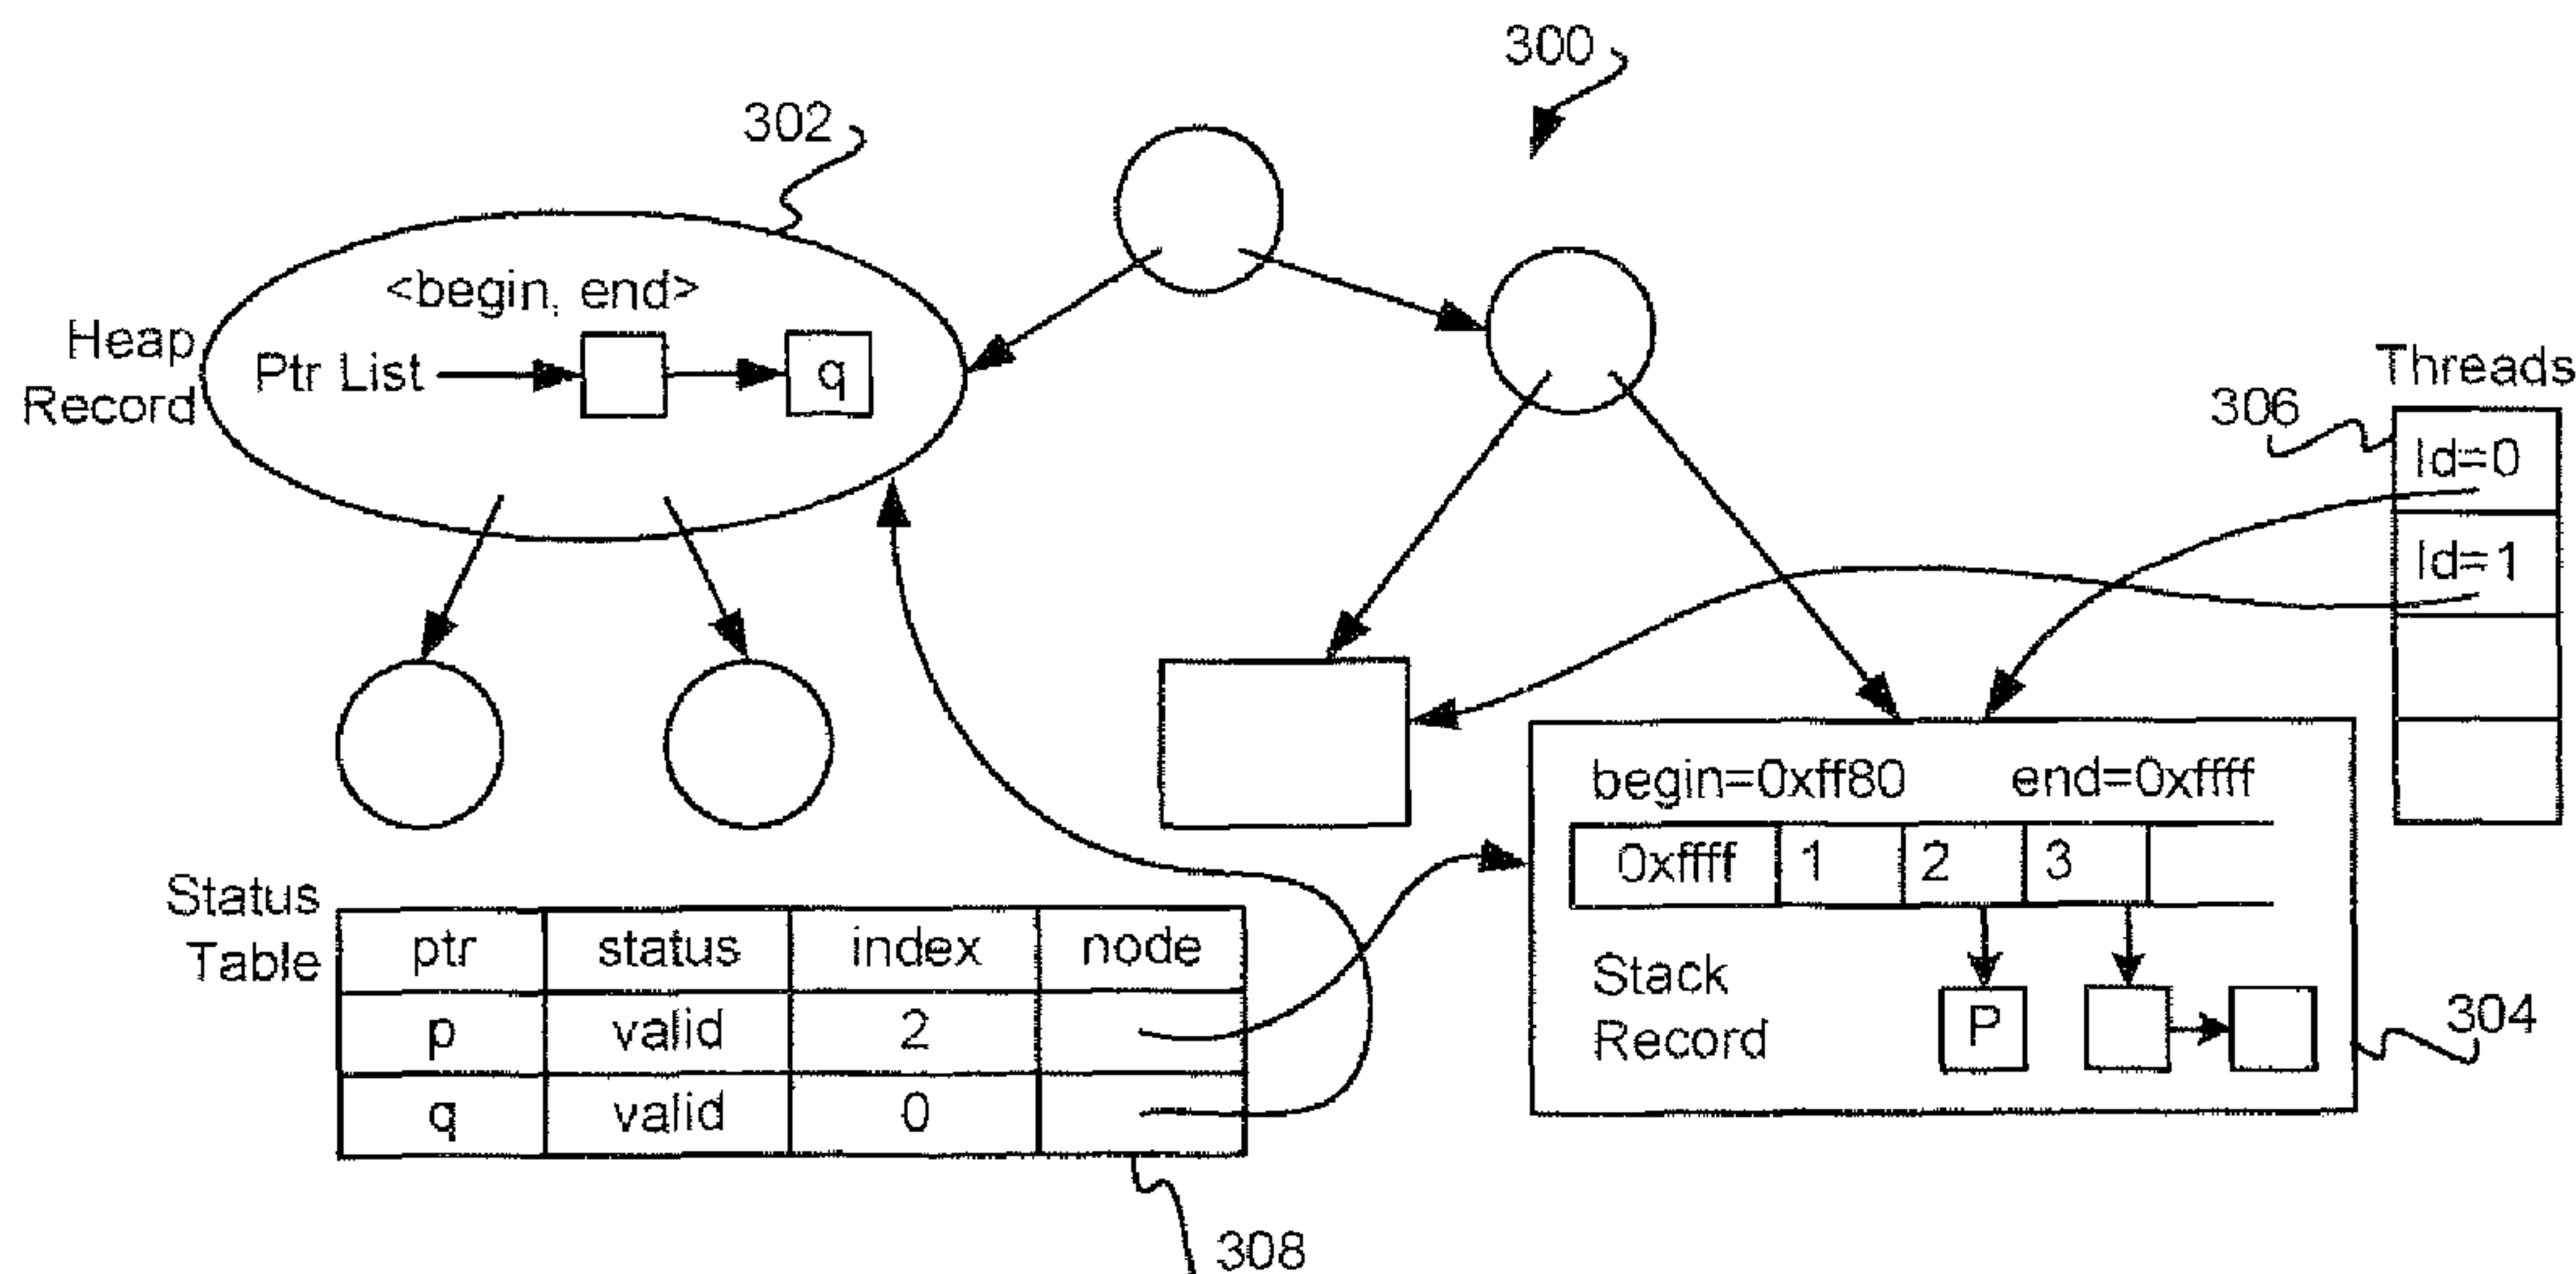 300
302
<begin, end>
Heap
Record
Ptr List
q
Threads
306
Id=0
Id=1
begin=0xff80 end=0xffff
0xffff 1 2 3
Stack
Record
P
304
Status
Table
ptr status index node
p valid 2
q valid 0
308